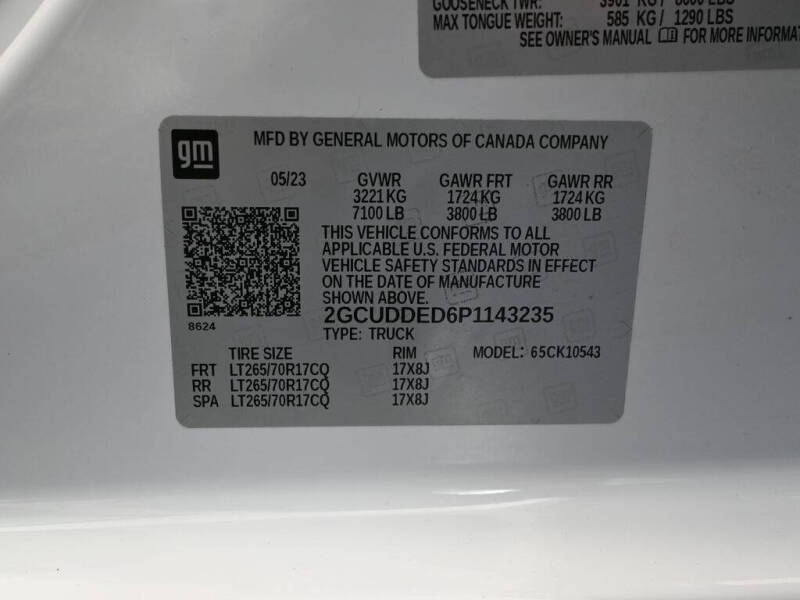 GOOSENECK TWR: 3901 KG / 8600 LBS
MAX TONGUE WEIGHT: 585 KG / 1290 LBS
SEE OWNER'S MANUAL FOR MORE INFORMAT
gm
MFD BY GENERAL MOTORS OF CANADA COMPANY
05/23 GVWR GAWR FRT GAWR RR
3221 KG 1724 KG 1724 KG
7100 LB 3800 LB 3800 LB
THIS VEHICLE CONFORMS TO ALL
APPLICABLE U.S. FEDERAL MOTOR
VEHICLE SAFETY STANDARDS IN EFFECT
ON THE DATE OF MANUFACTURE
SHOWN ABOVE.
8624 2GCUDDED6P1143235
TYPE: TRUCK
TIRE SIZE RIM MODEL: 65CK10543
FRT LT265/70R17CQ 17X8J
RR LT265/70R17CQ 17X8J
SPA LT265/70R17CQ 17X8J